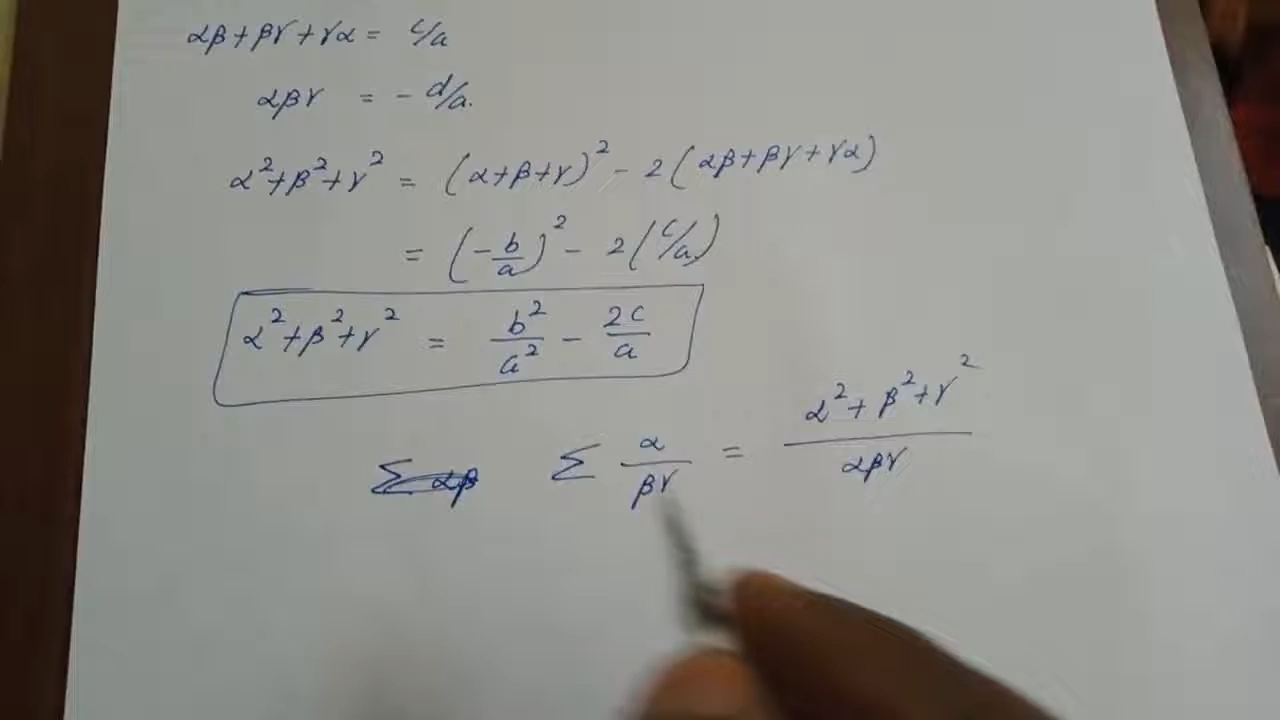 αβ+βγ+γα = c/a
αβγ = - d/a.
α²+β²+γ² = (α+β+γ)² - 2(αβ+βγ+γα)
= (-b/a)² - 2(c/a)
α²+β²+γ² = b²/a² - 2c/a
Σ αβ Σ α/βγ = α²+β²+γ²/αβγ